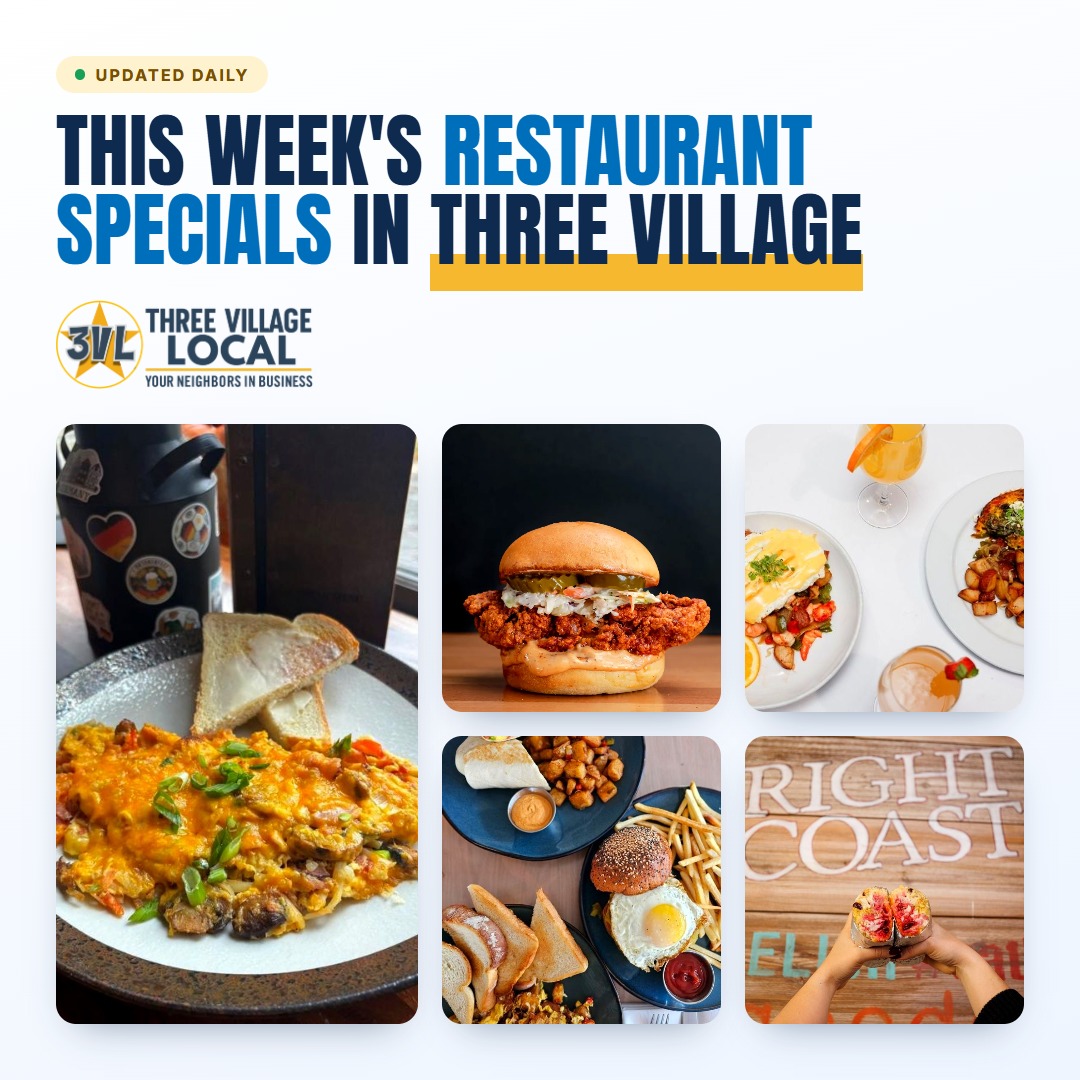 UPDATED DAILY
THIS WEEK'S RESTAURANT
SPECIALS IN THREE VILLAGE
3VL
THREE VILLAGE
LOCAL
YOUR NEIGHBORS IN BUSINESS
RIGHT
COAST